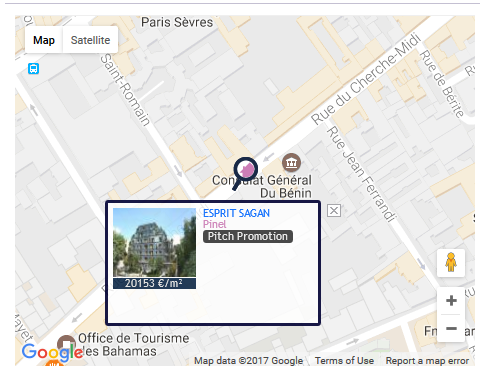 Paris Sèvres
Map
Satellite
Saint-Romain
Rue du Cherche-Midi
Rue de Bérite
Rue Jean Ferrandi
Consulat Général
Du Bénin
ESPRIT SAGAN
Pinel
Pitch Promotion
20153 €/m²
Office de Tourisme
des Bahamas
Google
Map data ©2017 Google
Terms of Use
Report a map error